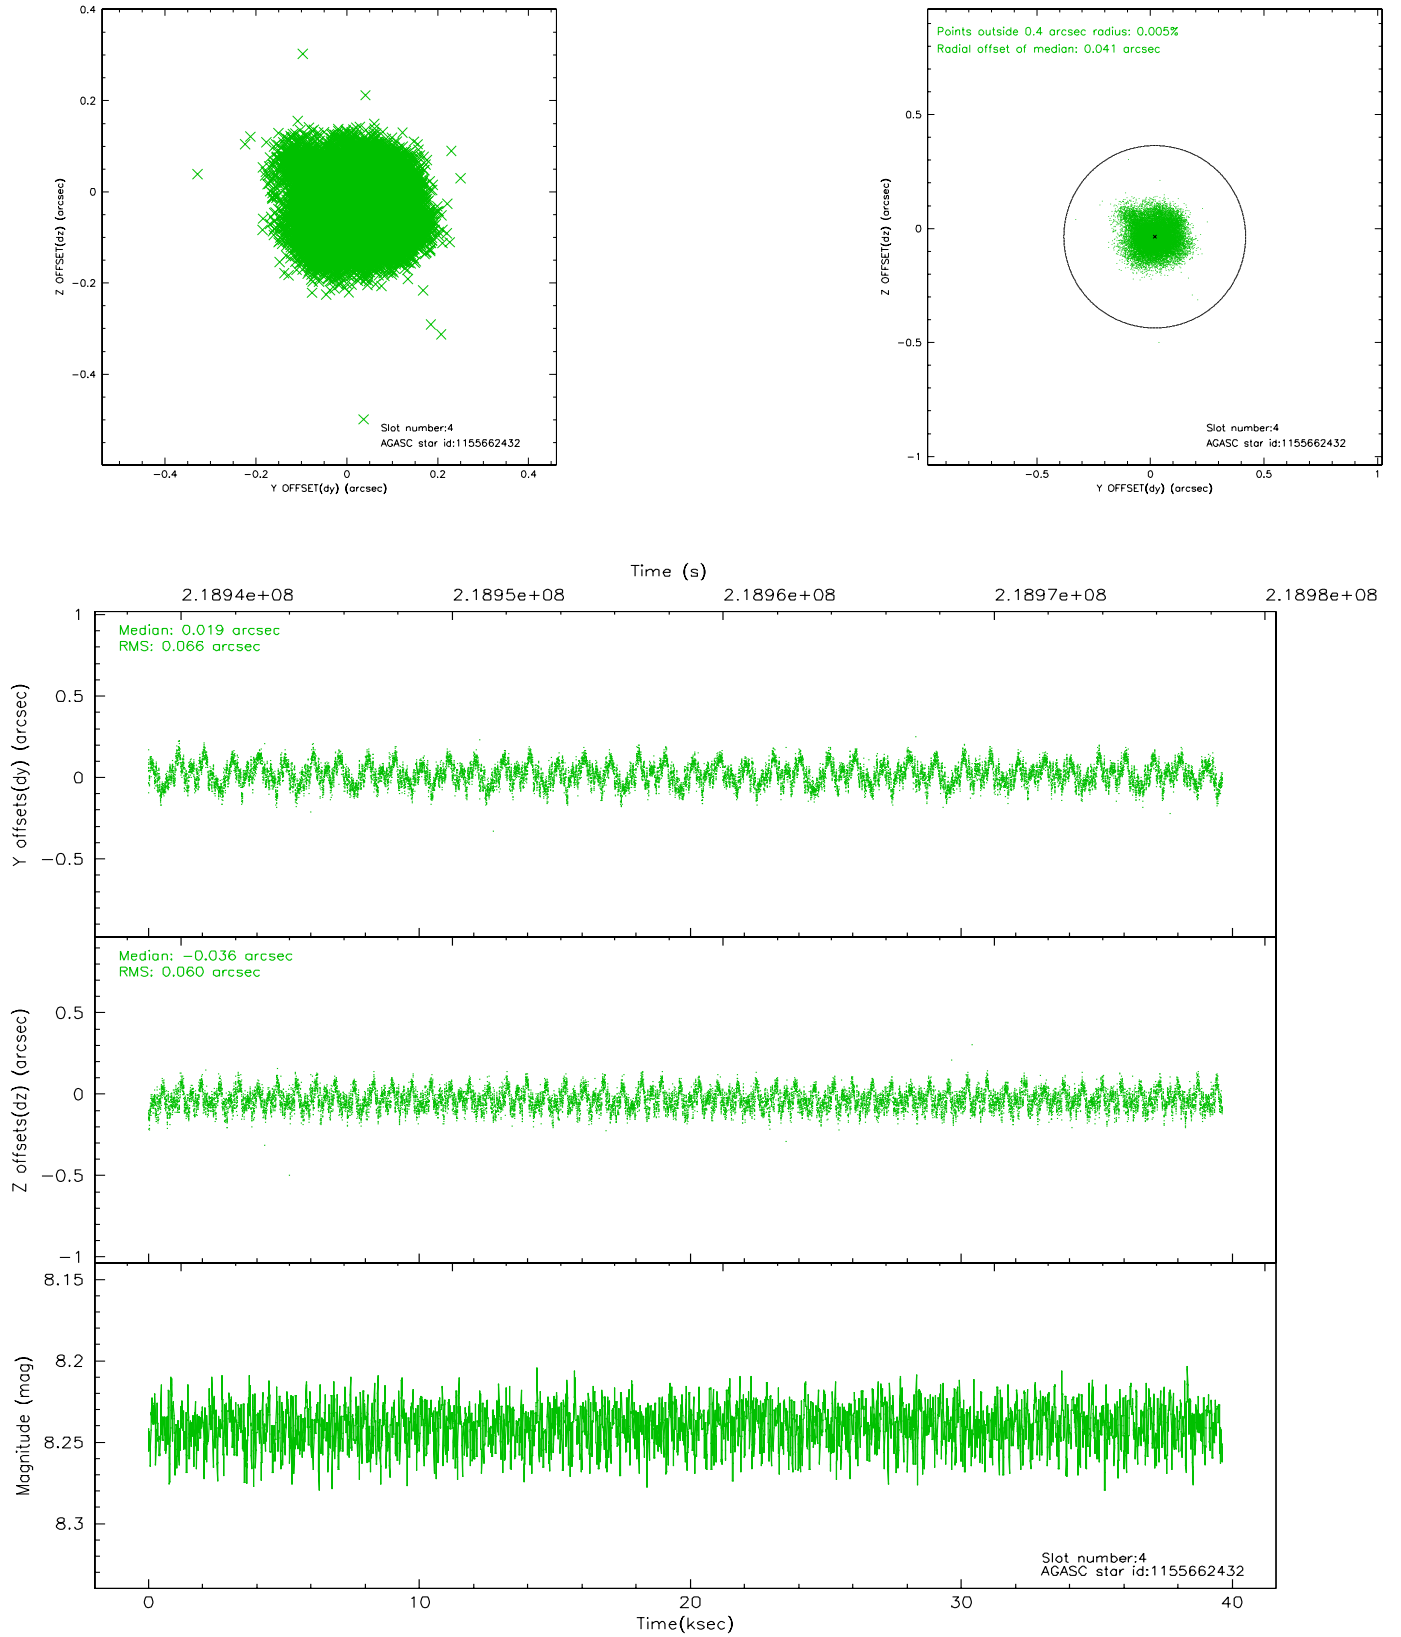 0.4
0.2
0
−0.2
−0.4
Z OFFSET(dz) (arcsec)
Slot number:4
AGASC star id:1155662432
−0.4 −0.2 0 0.2 0.4
Y OFFSET(dy) (arcsec)
Points outside 0.4 arcsec radius: 0.005%
Radial offset of median: 0.041 arcsec
0.5
0
−0.5
−1
Z OFFSET(dz) (arcsec)
Slot number:4
AGASC star id:1155662432
−0.5 0 0.5 1
Y OFFSET(dy) (arcsec)
Time (s)
2.1894e+08 2.1895e+08 2.1896e+08 2.1897e+08 2.1898e+08
Median: 0.019 arcsec
RMS: 0.066 arcsec
1
0.5
0
−0.5
Y offsets(dy) (arcsec)
Median: −0.036 arcsec
RMS: 0.060 arcsec
0.5
0
−0.5
−1
Z offsets(dz) (arcsec)
8.15
8.2
8.25
8.3
Magnitude (mag)
Slot number:4
AGASC star id:1155662432
0 10 20 30 40
Time(ksec)